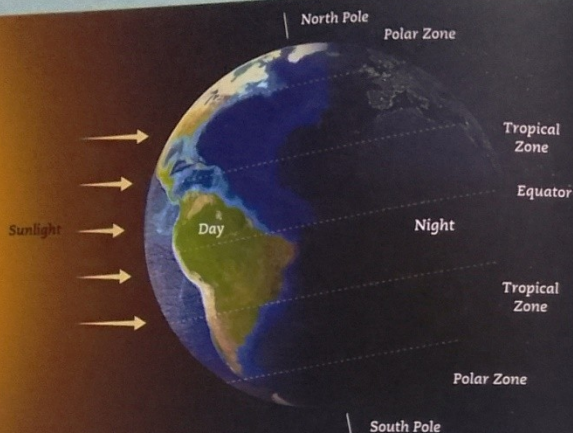 North Pole
Polar Zone
Tropical
Zone
Equator
Sunlight
Day
Night
Tropical
Zone
Polar Zone
South Pole